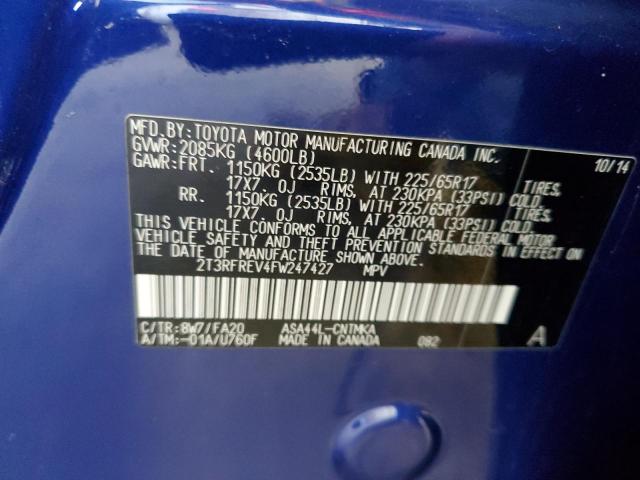 MFD.BY:TOYOTA MOTOR MANUFACTURING CANADA INC.
GVWR:2085KG (4600LB) 10/14
GAWR:FRT. 1150KG (2535LB) WITH 225/65R17 TIRES,
17X7.0J RIMS, AT 230KPA (33PSI) COLD.
RR. 1150KG (2535LB) WITH 225/65R17 TIRES,
17X7.0J RIMS, AT 230KPA (33PSI) COLD.
THIS VEHICLE CONFORMS TO ALL APPLICABLE FEDERAL MOTOR
VEHICLE SAFETY AND THEFT PREVENTION STANDARDS IN EFFECT ON
THE DATE OF MANUFACTURE SHOWN ABOVE.
2T3RFREV4FW247427 MPV
C/TR:8W7/FA20 ASA44L-CNTMKA
A/TM:-01A/U760F MADE IN CANADA 082 A